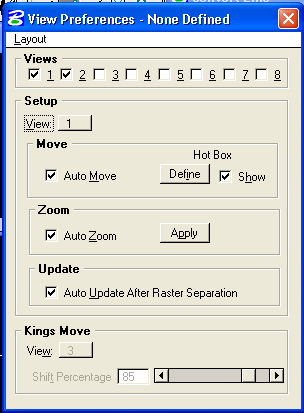 View Preferences - None Defined
Layout
Views
1 2 3 4 5 6 7 8
Setup
View: 1
Move
Hot Box
Auto Move Define Show
Zoom
Auto Zoom Apply
Update
Auto Update After Raster Separation
Kings Move
View: 3
Shift Percentage 85